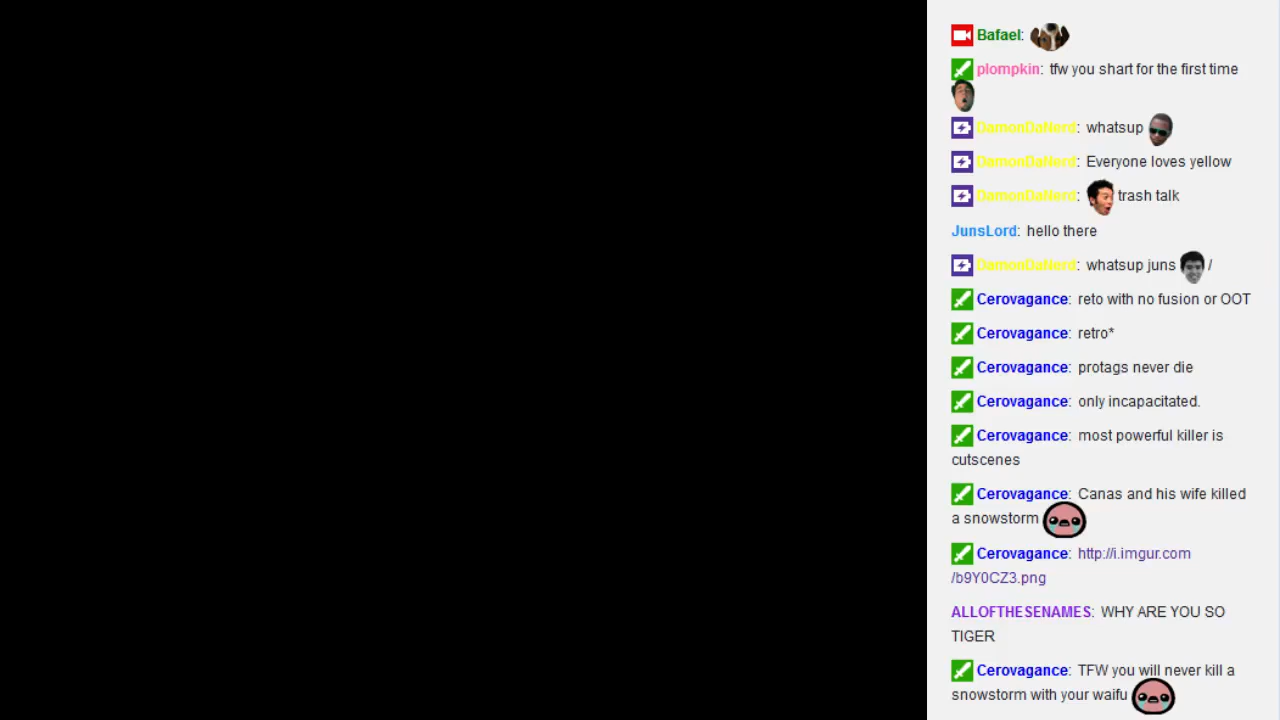 Bafael:
plompkin: tfw you shart for the first time
DamonDaNerd: whatsup
DamonDaNerd: Everyone loves yellow
DamonDaNerd: trash talk
JunsLord: hello there
DamonDaNerd: whatsup juns /
Cerovagance: reto with no fusion or OOT
Cerovagance: retro*
Cerovagance: protags never die
Cerovagance: only incapacitated.
Cerovagance: most powerful killer is
cutscenes
Cerovagance: Canas and his wife killed
a snowstorm
Cerovagance: http://i.imgur.com
/b9Y0CZ3.png
ALLOFTHESENAMES: WHY ARE YOU SO
TIGER
Cerovagance: TFW you will never kill a
snowstorm with your waifu